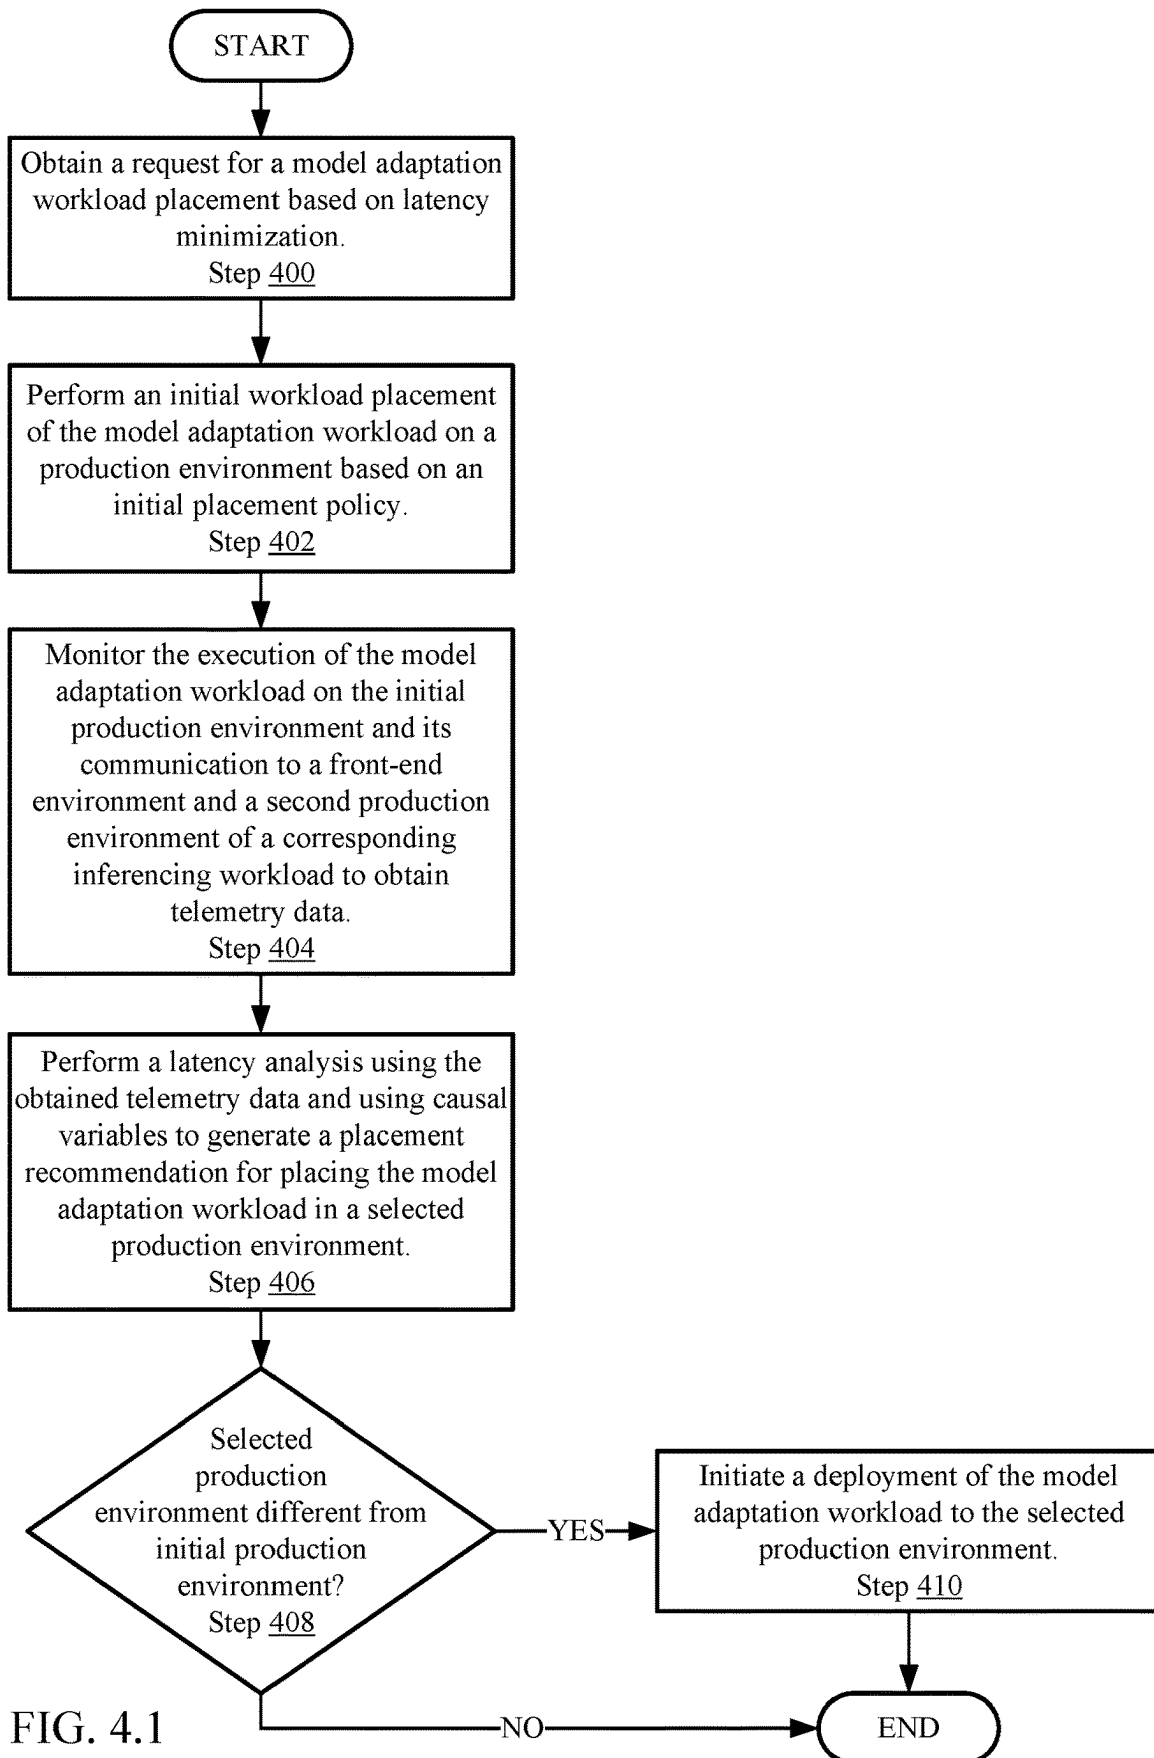 START
Obtain a request for a model adaptation
workload placement based on latency
minimization.
Step 400
Perform an initial workload placement
of the model adaptation workload on a
production environment based on an
initial placement policy.
Step 402
Monitor the execution of the model
adaptation workload on the initial
production environment and its
communication to a front-end
environment and a second production
environment of a corresponding
inferencing workload to obtain
telemetry data.
Step 404
Perform a latency analysis using the
obtained telemetry data and using causal
variables to generate a placement
recommendation for placing the model
adaptation workload in a selected
production environment.
Step 406
Selected
production
environment different from
initial production
environment?
Step 408
YES
Initiate a deployment of the model
adaptation workload to the selected
production environment.
Step 410
NO
END
FIG. 4.1